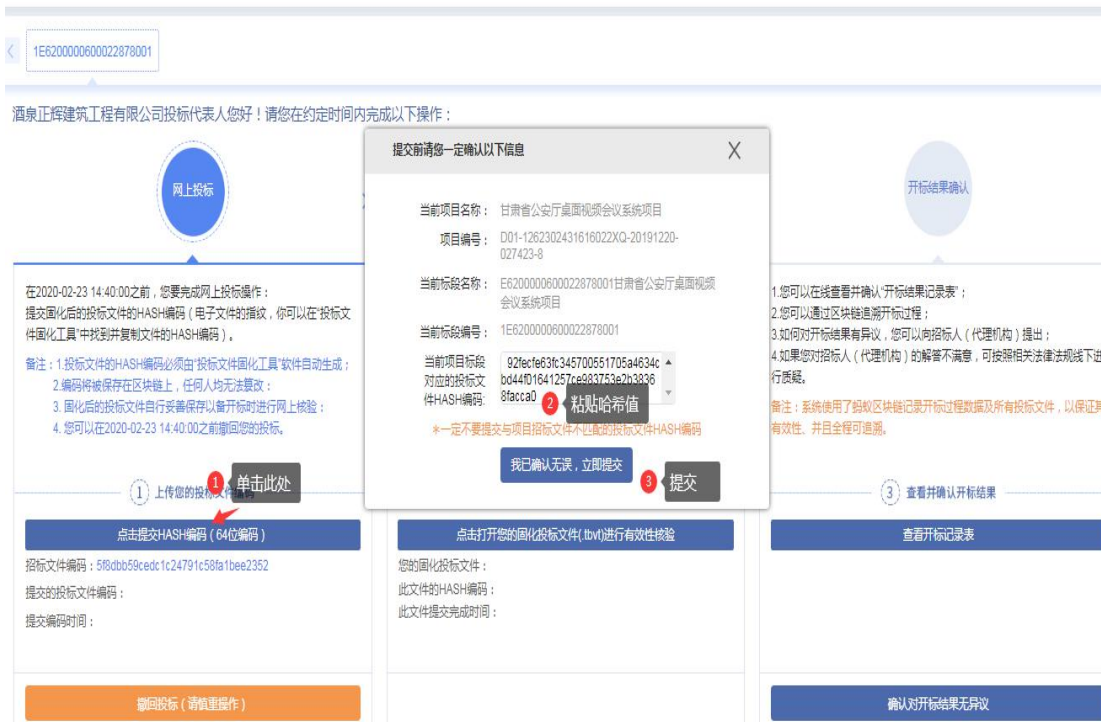 1E6200000600022878001
酒泉正辉建筑工程有限公司投标代表人您好！请您在约定时间内完成以下操作：
网上投标
在2020-02-23 14:40:00之前，您要完成网上投标操作：
提交固化后的投标文件的HASH编码（电子文件的指纹，你可以在“投标文
件固化工具”中找到并复制文件的HASH编码）。
备注：1.投标文件的HASH编码必须由“投标文件固化工具”软件自动生成；
2.编码将被保存在区块链上，任何人均无法篡改；
3. 固化后的投标文件自行妥善保存以备开标时进行网上核验；
4. 您可以在2020-02-23 14:40:00之前撤回您的投标。
1 上传您的投标文件编码
1 单击此处
点击提交HASH编码（64位编码）
招标文件编码：5f8dbb59cedc1c24791c58fa1bee2352
提交的投标文件编码：
提交编码时间：
撤回投标（请慎重操作）
提交前请您一定确认以下信息 X
当前项目名称： 甘肃省公安厅桌面视频会议系统项目
项目编号： D01-1262302431616022XQ-20191220-
027423-8
当前标段名称： E6200000600022878001甘肃省公安厅桌面视频
会议系统项目
当前标段编号： 1E6200000600022878001
当前项目标段 92fecfe63fc345700551705a4634c
对应的投标文 bd44f01641257ce983753e2b3836
件HASH编码: 8facca0
2 粘贴哈希值
*一定不要提交与项目招标文件不匹配的投标文件HASH编码
我已确认无误，立即提交
3 提交
点击打开您的固化投标文件(.tbvt)进行有效性核验
您的固化投标文件：
此文件的HASH编码：
此文件提交完成时间：
开标结果确认
1.您可以在线查看并确认“开标结果记录表”；
2.您可以通过区块链追溯开标过程；
3.如何对开标结果有异议，您可以向招标人（代理机构）提出；
4.如果您对招标人（代理机构）的解答不满意，可按照相关法律法规线下进
行质疑。
备注：系统使用了蚂蚁区块链记录开标过程数据及所有投标文件，以保证其
有效性、并且全程可追溯。
3 查看并确认开标结果
查看开标记录表
确认对开标结果无异议